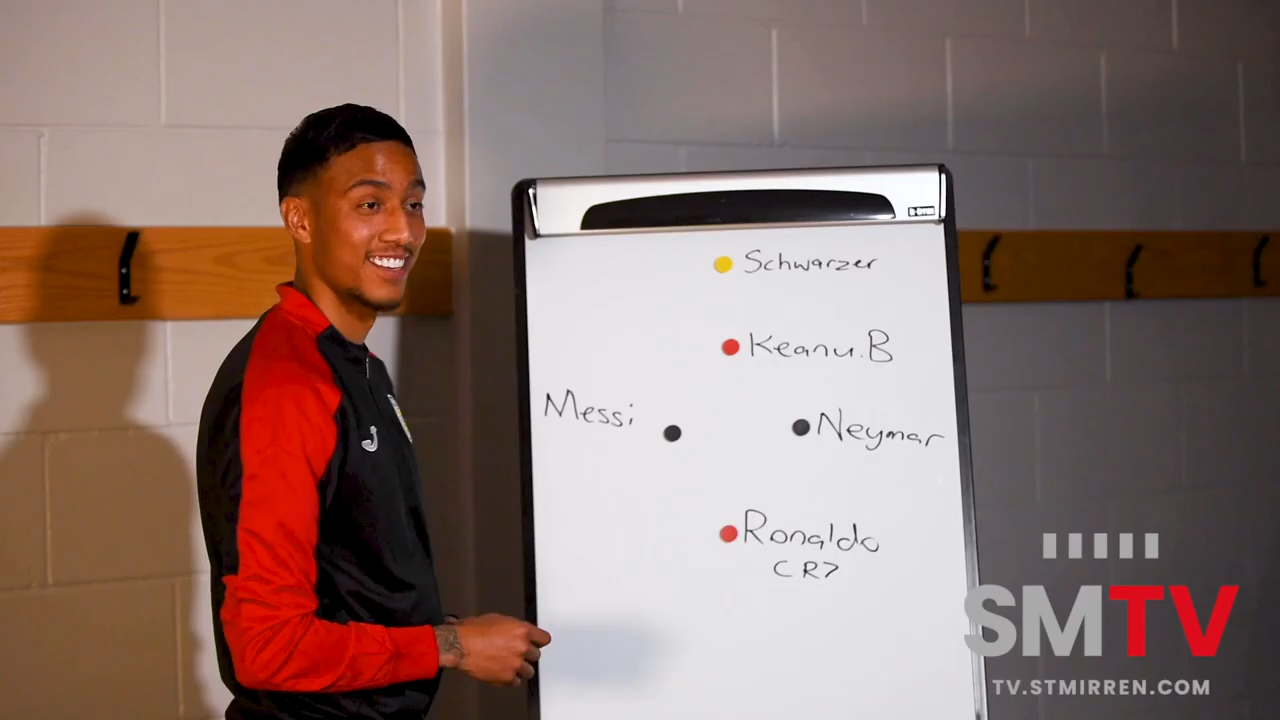 Schwarzer
Keanu.B
Messi
Neymar
Ronaldo
CR7
SMTV
TV.STMIRREN.COM